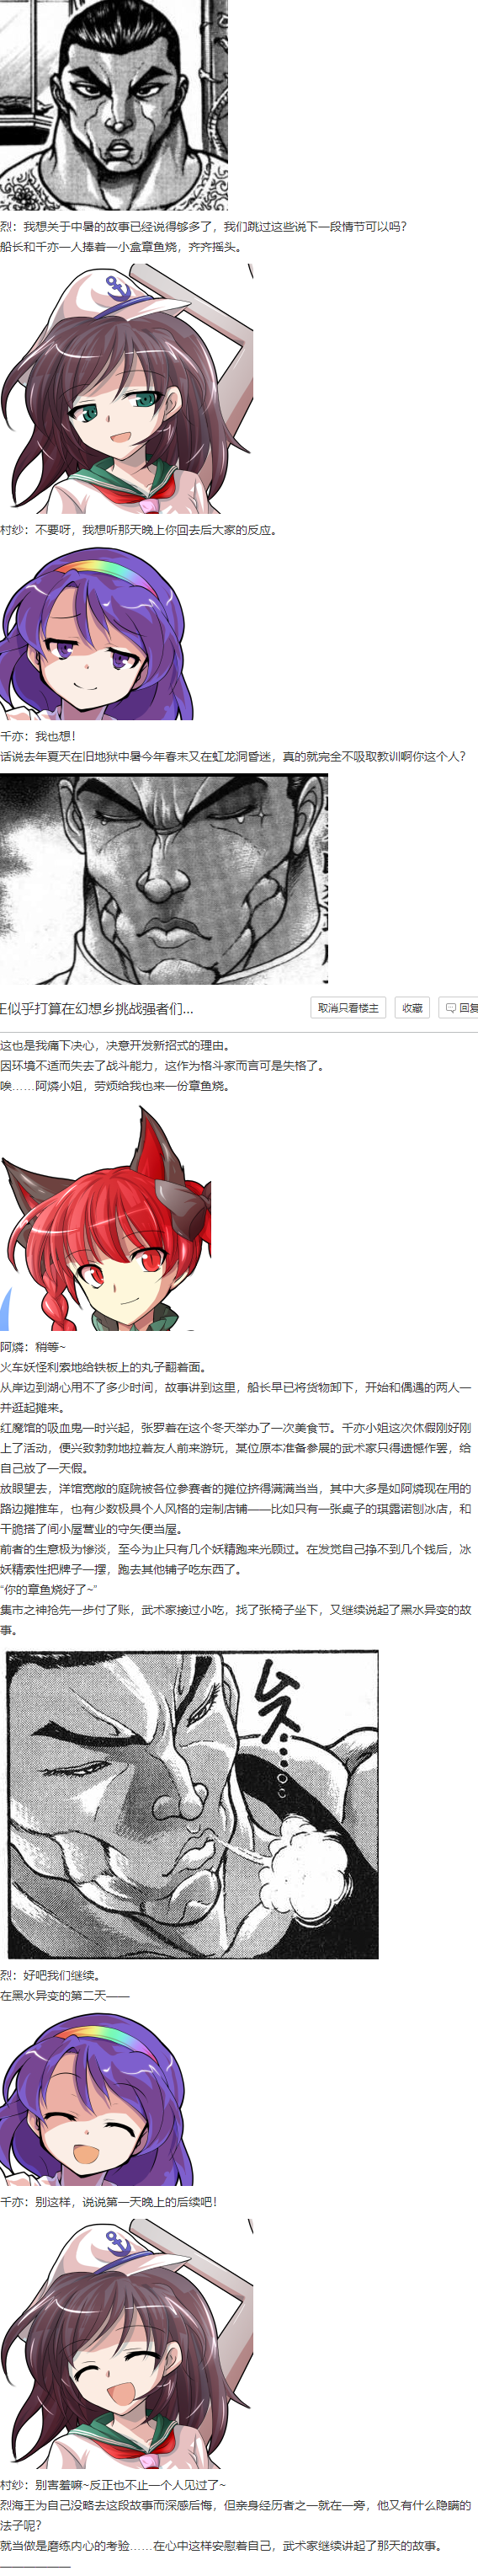 烈：我想关于中暑的故事已经说得够多了，我们跳过这些说下一段情节可以吗？
船长和千亦一人捧着一小盒章鱼烧，齐齐摇头。
村纱：不要呀，我想听那天晚上你回去后大家的反应。
千亦：我也想！
话说去年夏天在旧地狱中暑今年春末又在虹龙洞昏迷，真的就完全不吸取教训啊你这个人？
王似乎打算在幻想乡挑战强者们...
取消只看楼主
收藏
回复
这也是我痛下决心，决意开发新招式的理由。
因环境不适而失去了战斗能力，这作为格斗家而言可是失格了。
唉……阿燐小姐，劳烦给我也来一份章鱼烧。
阿燐：稍等~
火车妖怪利索地给铁板上的丸子翻着面。
从岸边到湖心用不了多少时间，故事讲到这里，船长早已将货物卸下，开始和偶遇的两人一
并逛起摊来。
红魔馆的吸血鬼一时兴起，张罗着在这个冬天举办了一次美食节。千亦小姐这次休假刚好刚
上了活动，便兴致勃勃地拉着友人前来游玩，某位原本准备参展的武术家只得遗憾作罢，给
自己放了一天假。
放眼望去，洋馆宽敞的庭院被各位参赛者的摊位挤得满满当当，其中大多是如阿燐现在用的
路边摊推车，也有少数极具个人风格的定制店铺——比如只有一张桌子的琪露诺刨冰店，和
干脆搭了间小屋营业的守矢便当屋。
前者的生意极为惨淡，至今为止只有几个妖精跑来光顾过。在发觉自己挣不到几个钱后，冰
妖精索性把牌子一摆，跑去其他铺子吃东西了。
“你的章鱼烧好了~”
集市之神抢先一步付了账，武术家接过小吃，找了张椅子坐下，又继续说起了黑水异变的故
事。
ムス…
烈：好吧我们继续。
在黑水异变的第二天——
千亦：别这样，说说第一天晚上的后续吧！
村纱：别害羞嘛~反正也不止一个人见过了~
烈海王为自己没略去这段故事而深感后悔，但亲身经历者之一就在一旁，他又有什么隐瞒的
法子呢？
就当做是磨练内心的考验……在心中这样安慰着自己，武术家继续讲起了那天的故事。
——————